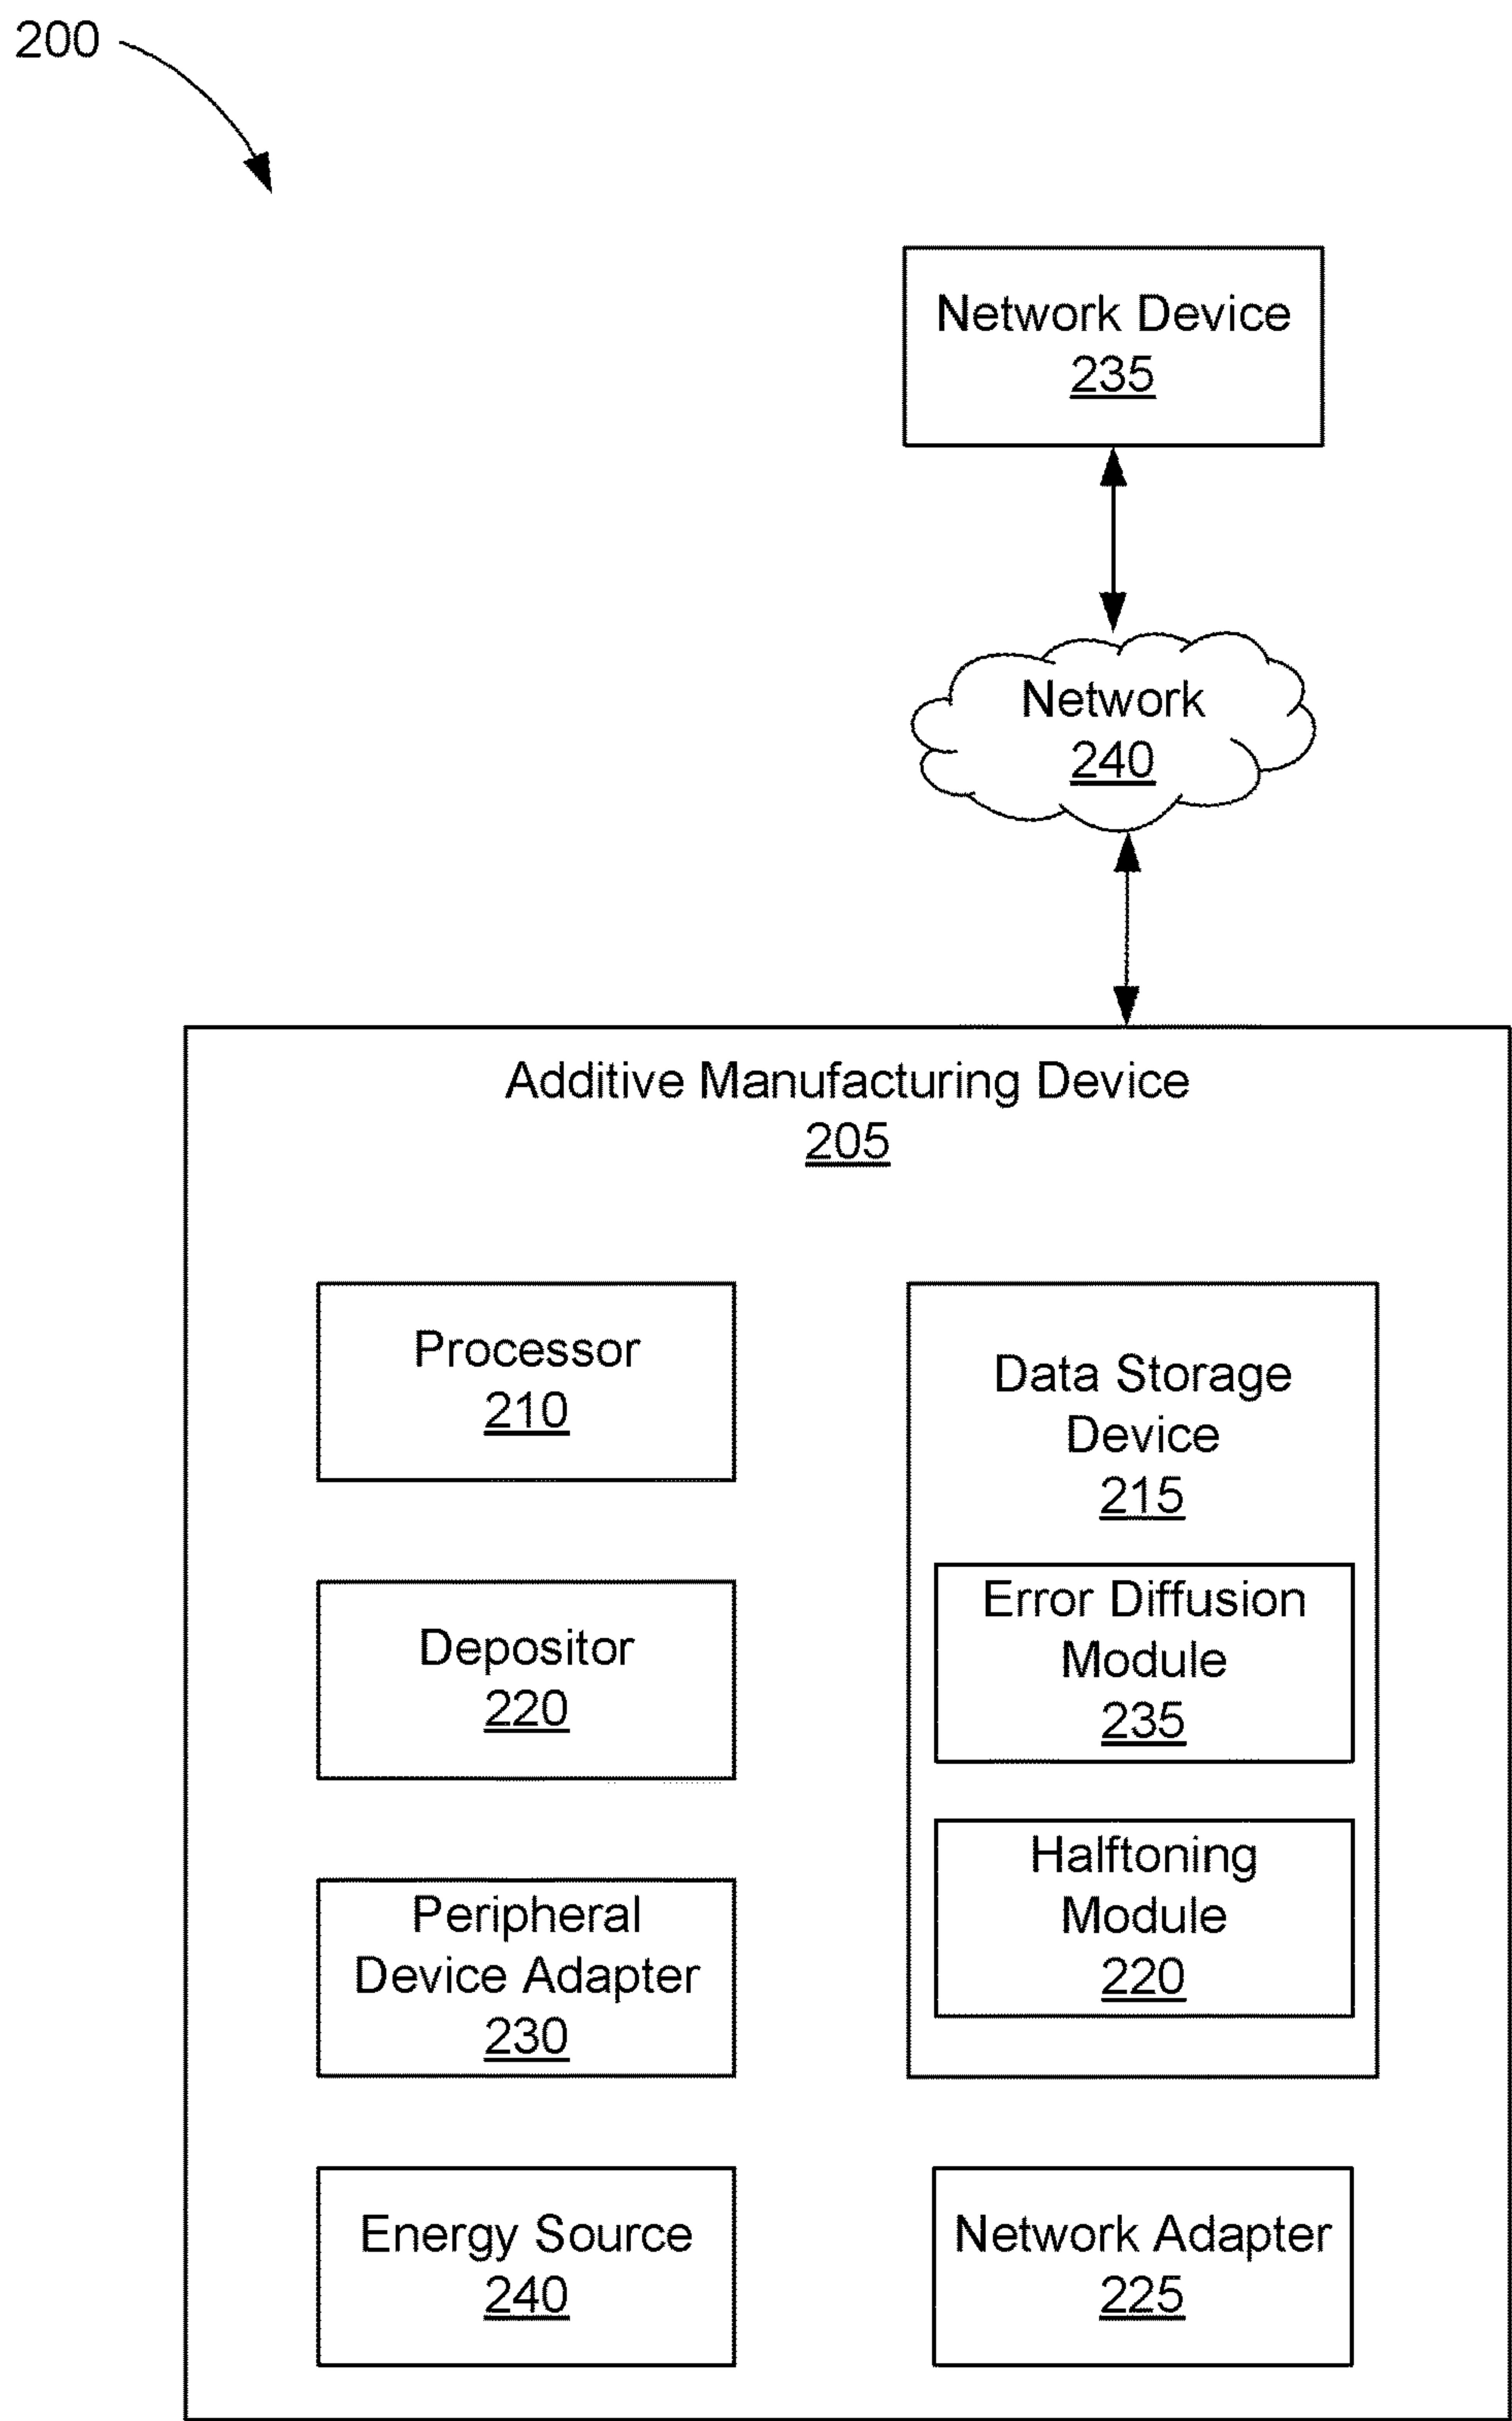 200
Network Device
235
Network
240
Additive Manufacturing Device
205
Processor
210
Depositor
220
Peripheral
Device Adapter
230
Energy Source
240
Data Storage
Device
215
Error Diffusion
Module
235
Halftoning
Module
220
Network Adapter
225